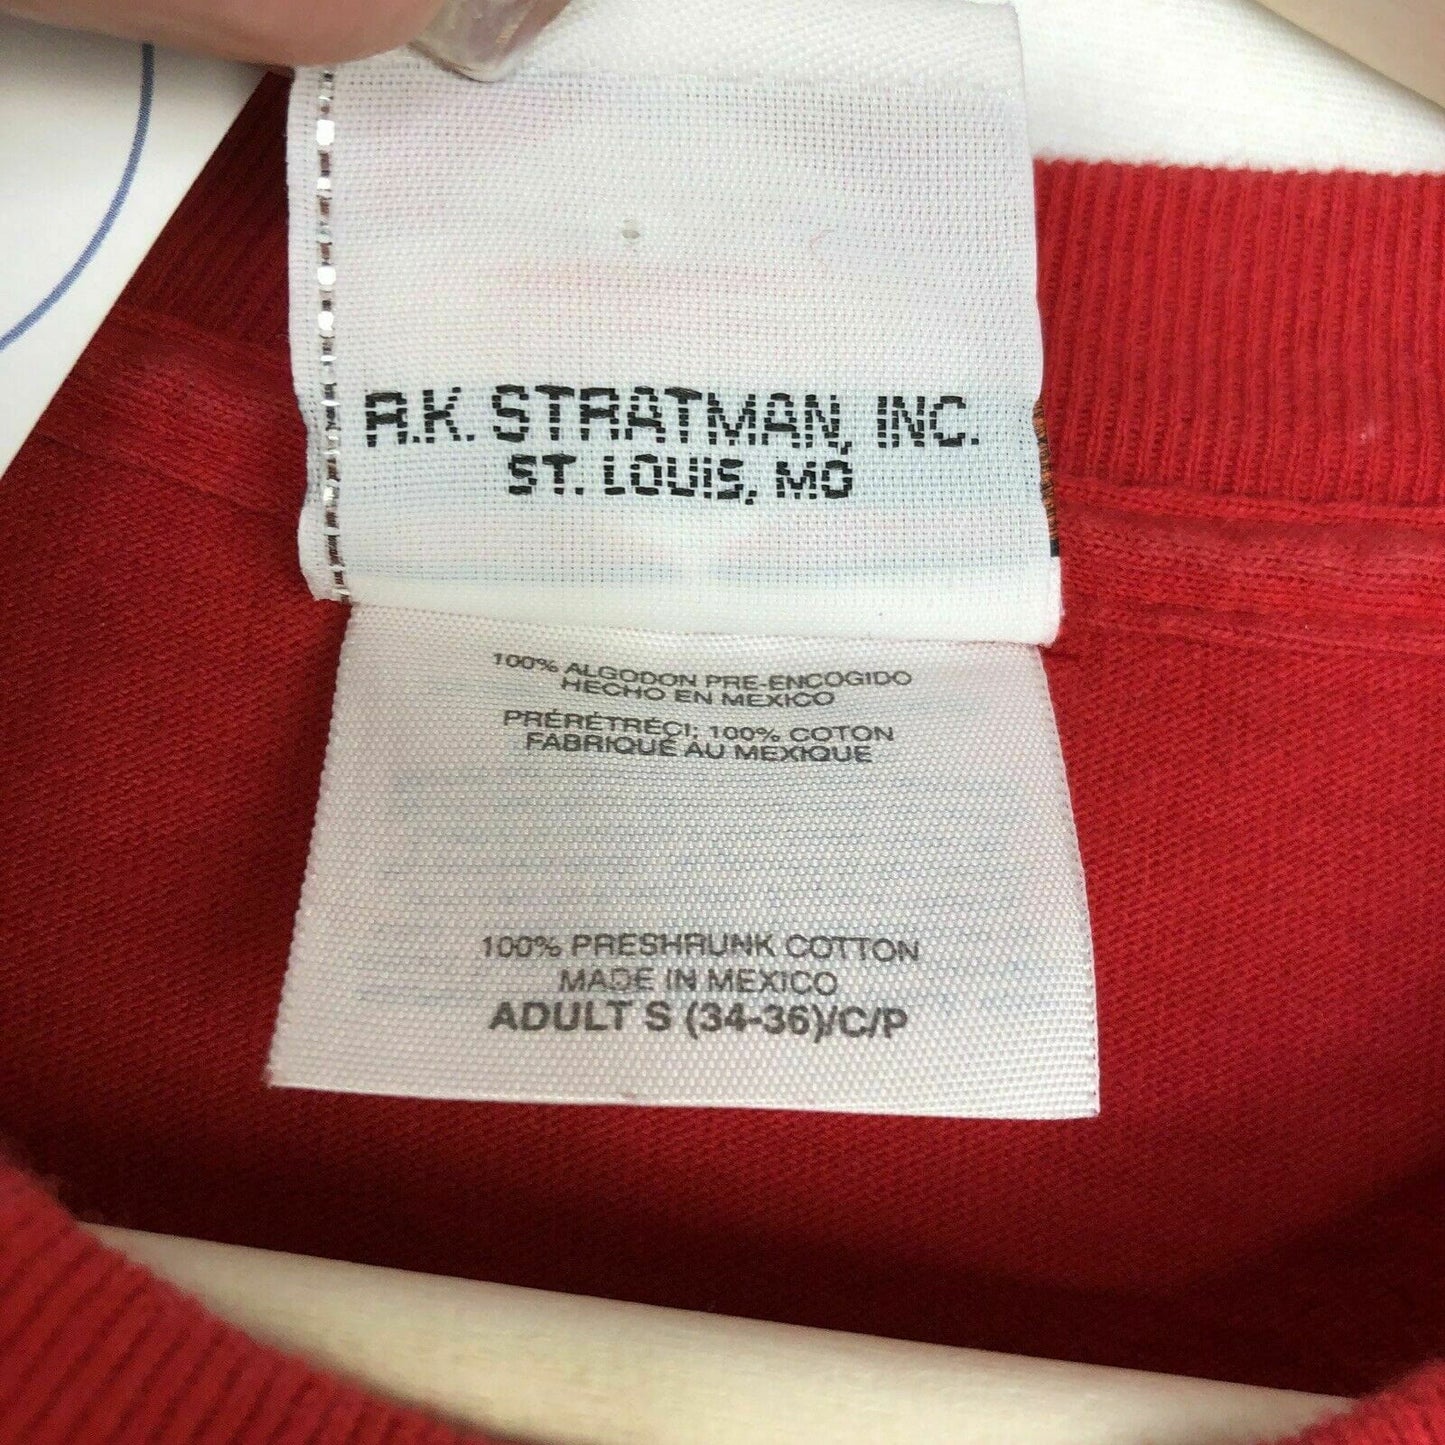 R.K. STRATMAN, INC.
ST. LOUIS, MO
100% ALGODON PRE-ENCOGIDO
HECHO EN MEXICO
PRÉRÉTRÉCI; 100% COTON
FABRIQUÉ AU MEXIQUE
100% PRESHRUNK COTTON
MADE IN MEXICO
ADULT S (34-36)/C/P